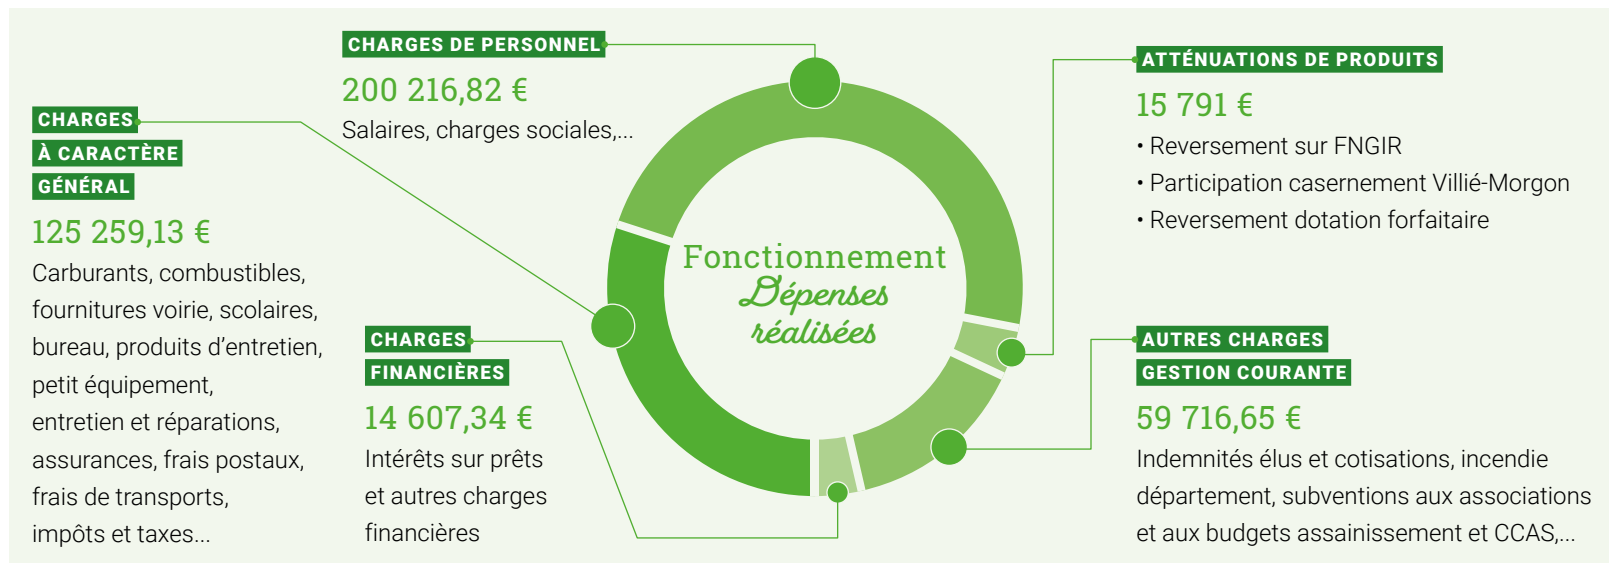 CHARGES DE PERSONNEL
200 216,82 €
Salaires, charges sociales,...
CHARGES
À CARACTÈRE
GÉNÉRAL
125 259,13 €
Carburants, combustibles,
fournitures voirie, scolaires,
bureau, produits d’entretien,
petit équipement,
entretien et réparations,
assurances, frais postaux,
frais de transports,
impôts et taxes...
CHARGES
FINANCIÈRES
14 607,34 €
Intérêts sur prêts
et autres charges
financières
Fonctionnement
Dépenses
réalisées
ATTÉNUATIONS DE PRODUITS
15 791 €
• Reversement sur FNGIR
• Participation casernement Villié-Morgon
• Reversement dotation forfaitaire
AUTRES CHARGES
GESTION COURANTE
59 716,65 €
Indemnités élus et cotisations, incendie
département, subventions aux associations
et aux budgets assainissement et CCAS,...